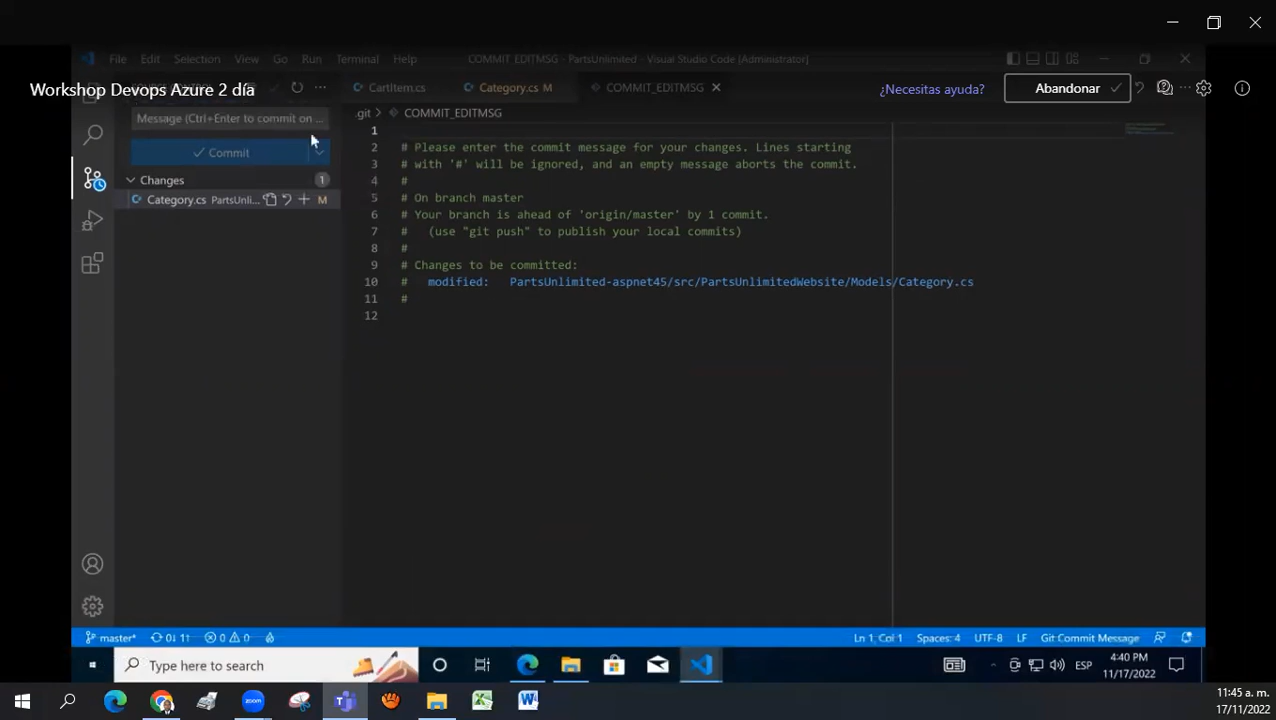 File Edit Selection View Go Run Terminal Help
COMMIT_EDITMSG - PartsUnlimited - Visual Studio Code [Administrator]
Workshop Devops Azure 2 día
CartItem.cs
Category.cs M
COMMIT_EDITMSG
¿Necesitas ayuda?
Abandonar
Message (Ctrl+Enter to commit on ...
.git > COMMIT_EDITMSG
Commit
Changes 1
Category.cs PartsUnli... M
1
2 # Please enter the commit message for your changes. Lines starting
3 # with '#' will be ignored, and an empty message aborts the commit.
4 #
5 # On branch master
6 # Your branch is ahead of 'origin/master' by 1 commit.
7 #   (use "git push" to publish your local commits)
8 #
9 # Changes to be committed:
10 #   modified:   PartsUnlimited-aspnet45/src/PartsUnlimitedWebsite/Models/Category.cs
11 #
12
master* 0↓ 1↑ 0 0
Ln 1, Col 1 Spaces: 4 UTF-8 LF Git Commit Message
Type here to search
ESP
4:40 PM
11/17/2022
11:45 a. m.
17/11/2022